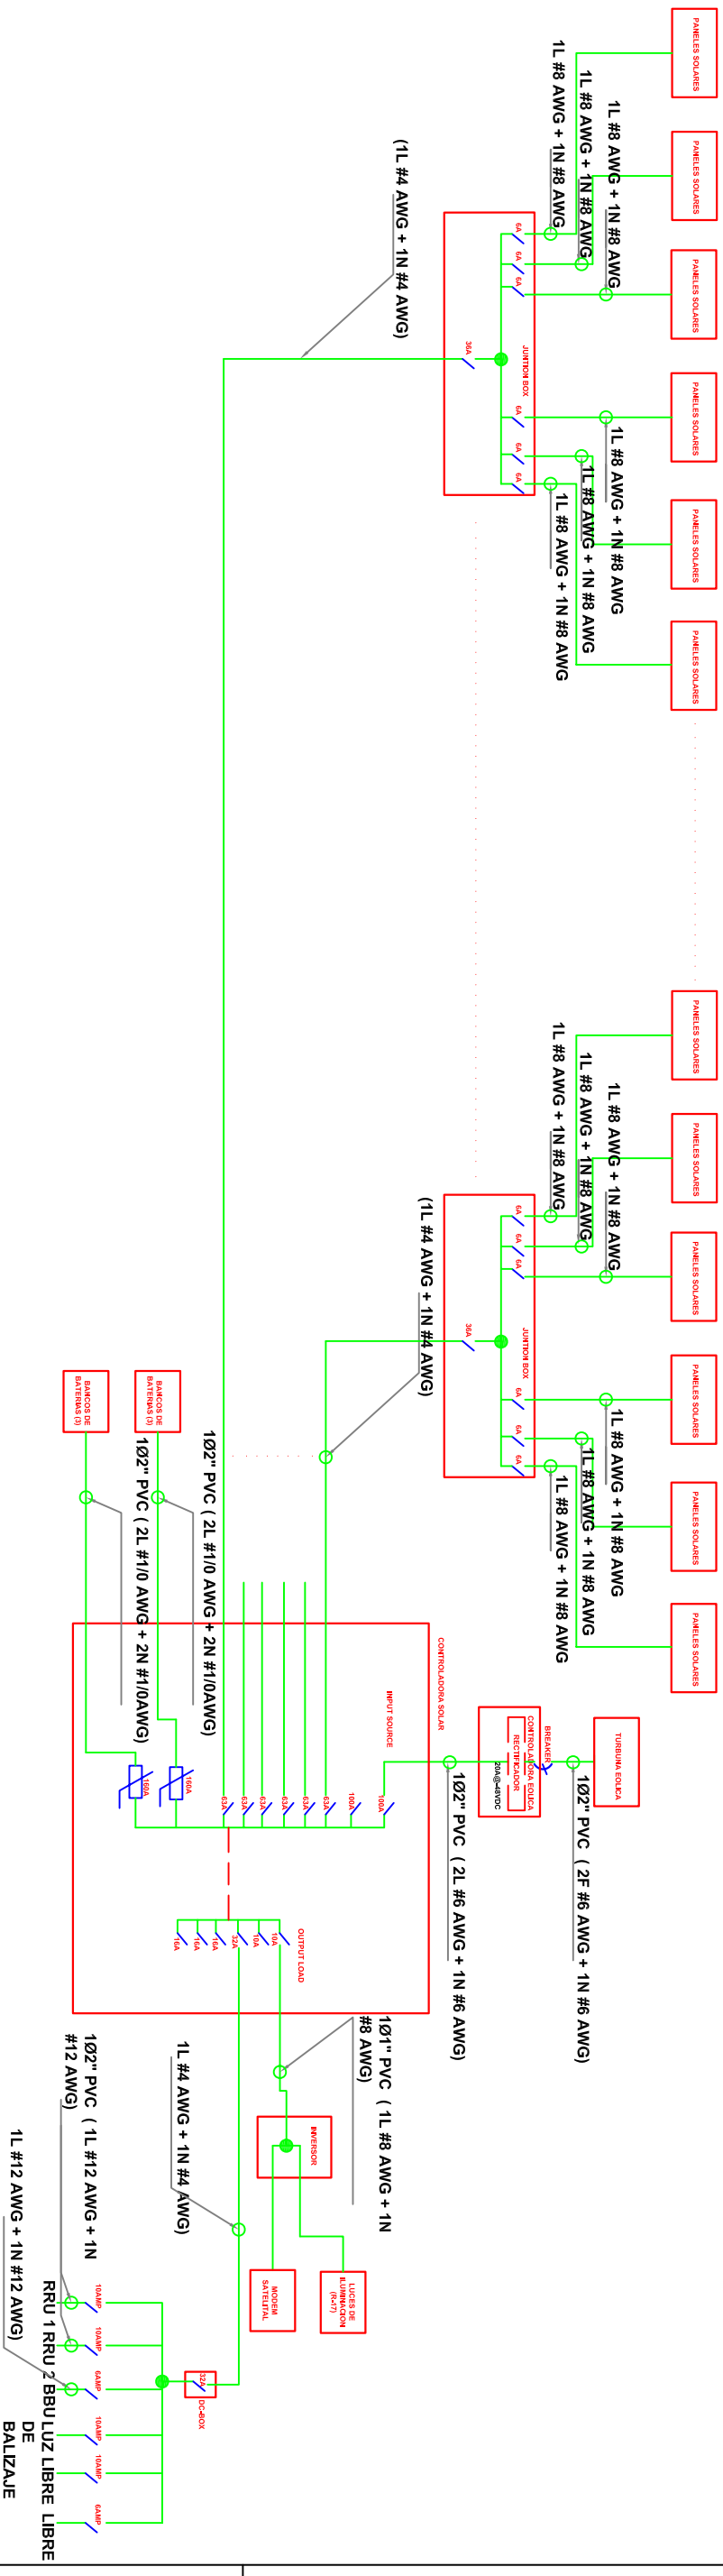 PANELES SOLARES
PANELES SOLARES
PANELES SOLARES
PANELES SOLARES
PANELES SOLARES
PANELES SOLARES
PANELES SOLARES
PANELES SOLARES
PANELES SOLARES
PANELES SOLARES
PANELES SOLARES
PANELES SOLARES
1L #8 AWG + 1N #8 AWG
1L #8 AWG + 1N #8 AWG
1L #8 AWG + 1N #8 AWG
1L #8 AWG + 1N #8 AWG
1L #8 AWG + 1N #8 AWG
1L #8 AWG + 1N #8 AWG
6A
6A
6A
6A
6A
6A
JUNTION BOX
36A
(1L #4 AWG + 1N #4 AWG)
1L #8 AWG + 1N #8 AWG
1L #8 AWG + 1N #8 AWG
1L #8 AWG + 1N #8 AWG
1L #8 AWG + 1N #8 AWG
1L #8 AWG + 1N #8 AWG
1L #8 AWG + 1N #8 AWG
6A
6A
6A
6A
6A
6A
JUNTION BOX
36A
(1L #4 AWG + 1N #4 AWG)
TURBUNA EOLICA
1Ø2" PVC ( 2F #6 AWG + 1N #6 AWG)
BREAKER
CONTROLADORA EOLICA
RECTIFICADOR
20A@-48VDC
1Ø2" PVC ( 2L #6 AWG + 1N #6 AWG)
CONTROLADORA SOLAR
INPUT SOURCE
63A
63A
63A
63A
63A
63A
100A
100A
160A
160A
BANCOS DE
BATERIAS (3)
BANCOS DE
BATERIAS (3)
1Ø2" PVC ( 2L #1/0 AWG + 2N #1/0AWG)
1Ø2" PVC ( 2L #1/0 AWG + 2N #1/0AWG)
OUTPUT LOAD
10A
10A
32A
16A
16A
16A
1Ø1" PVC ( 1L #8 AWG + 1N
#8 AWG)
INVERSOR
LUCES DE
ILUMINACION
(R-17)
MODEM
SATELITAL
1L #4 AWG + 1N #4 AWG)
32A
DC-BOX
10AMP
10AMP
6AMP
10AMP
10AMP
6AMP
1Ø2" PVC ( 1L #12 AWG + 1N
#12 AWG)
1L #12 AWG + 1N #12 AWG)
RRU 1 RRU 2 BBU LUZ LIBRE LIBRE
DE
BALIZAJE